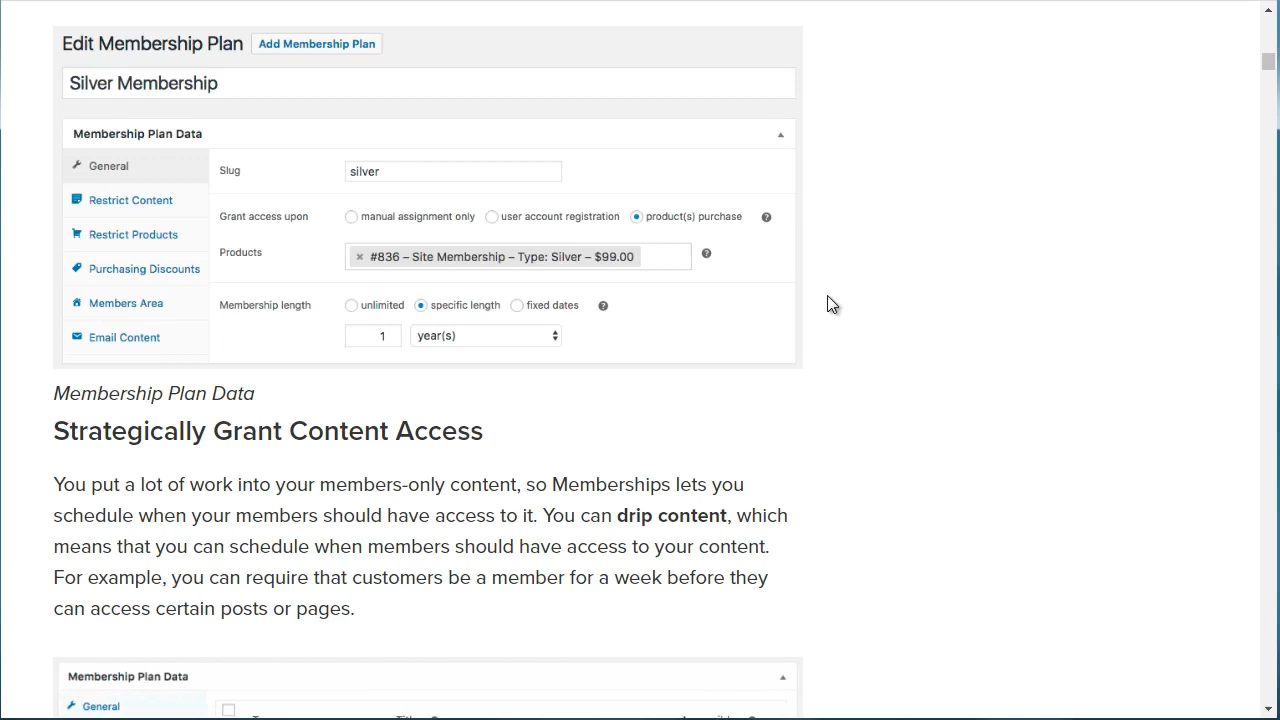 Edit Membership Plan Add Membership Plan
Silver Membership
Membership Plan Data
General
Restrict Content
Restrict Products
Purchasing Discounts
Members Area
Email Content
Slug silver
Grant access upon manual assignment only user account registration product(s) purchase ?
Products × #836 – Site Membership – Type: Silver – $99.00 ?
Membership length unlimited specific length fixed dates ?
1 year(s)
Membership Plan Data
Strategically Grant Content Access
You put a lot of work into your members-only content, so Memberships lets you
schedule when your members should have access to it. You can drip content, which
means that you can schedule when members should have access to your content.
For example, you can require that customers be a member for a week before they
can access certain posts or pages.
Membership Plan Data
General